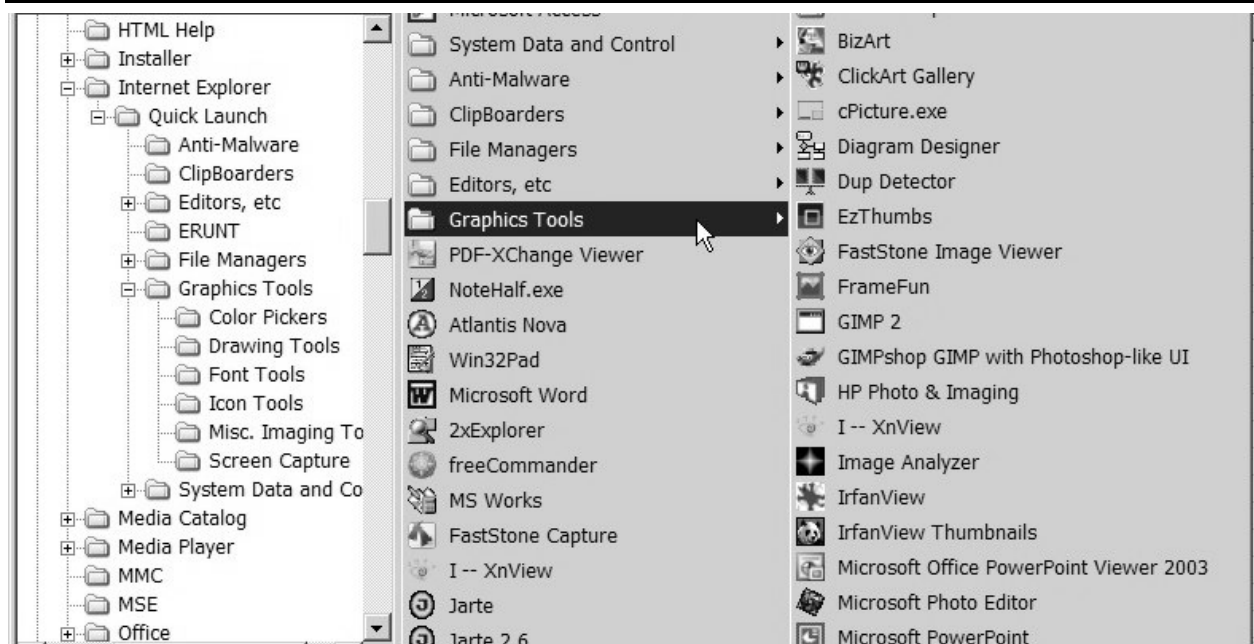 HTML Help
Installer
Internet Explorer
Quick Launch
Anti-Malware
ClipBoarders
Editors, etc
ERUNT
File Managers
Graphics Tools
Color Pickers
Drawing Tools
Font Tools
Icon Tools
Misc. Imaging To
Screen Capture
System Data and Co
Media Catalog
Media Player
MMC
MSE
Office
Microsoft Access
System Data and Control
Anti-Malware
ClipBoarders
File Managers
Editors, etc
Graphics Tools
PDF-XChange Viewer
NoteHalf.exe
Atlantis Nova
Win32Pad
Microsoft Word
2xExplorer
freeCommander
MS Works
FastStone Capture
I -- XnView
Jarte
Jarte 2.6
BizArt
ClickArt Gallery
cPicture.exe
Diagram Designer
Dup Detector
EzThumbs
FastStone Image Viewer
FrameFun
GIMP 2
GIMPshop GIMP with Photoshop-like UI
HP Photo & Imaging
I -- XnView
Image Analyzer
IrfanView
IrfanView Thumbnails
Microsoft Office PowerPoint Viewer 2003
Microsoft Photo Editor
Microsoft PowerPoint